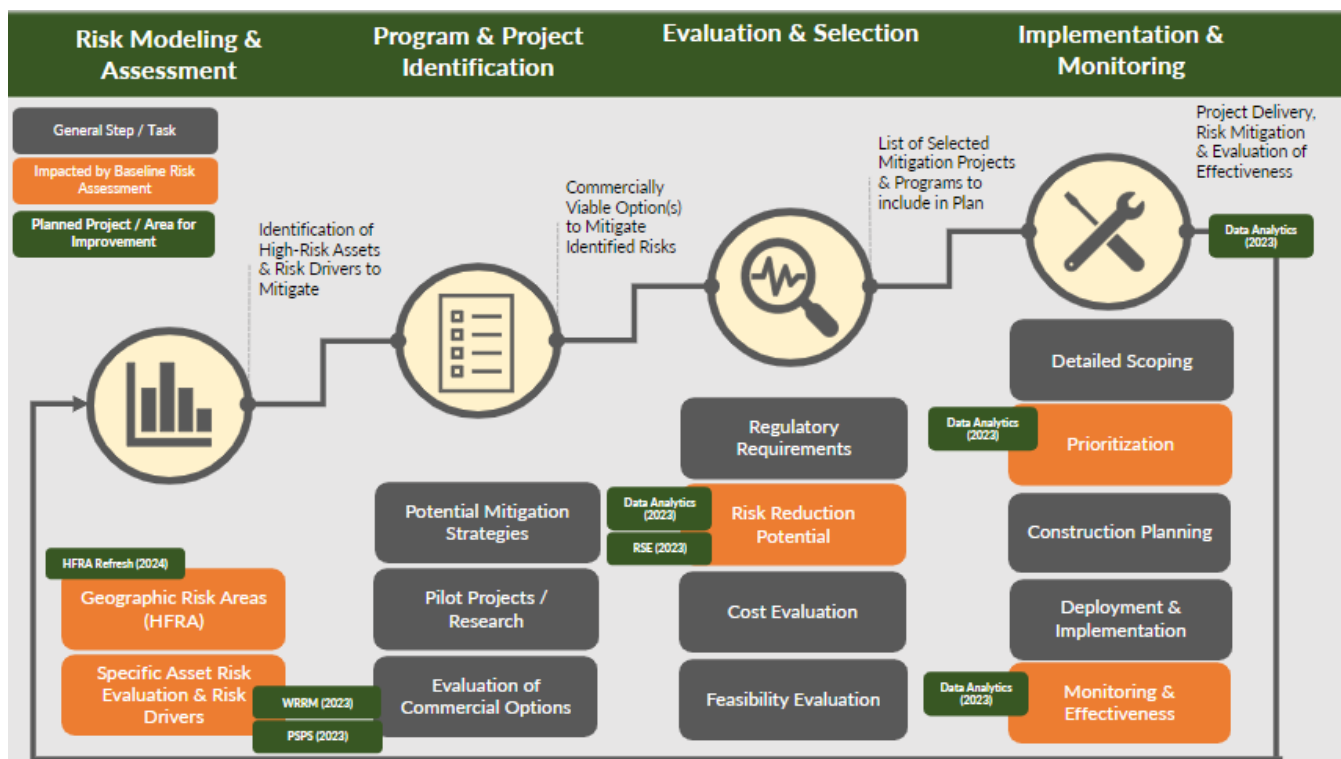 Risk Modeling &
Assessment
Program & Project
Identification
Evaluation & Selection
Implementation &
Monitoring
General Step / Task
Impacted by Baseline Risk
Assessment
Planned Project / Area for
Improvement
Identification of
High-Risk Assets
& Risk Drivers to
Mitigate
Commercially
Viable Option(s)
to Mitigate
Identified Risks
List of Selected
Mitigation Projects
& Programs to
include in Plan
Project Delivery,
Risk Mitigation
& Evaluation of
Effectiveness
Data Analytics
(2023)
HFRA Refresh (2024)
Geographic Risk Areas
(HFRA)
Specific Asset Risk
Evaluation & Risk
Drivers
WRRM (2023)
PSPS (2023)
Potential Mitigation
Strategies
Pilot Projects /
Research
Evaluation of
Commercial Options
Regulatory
Requirements
Data Analytics
(2023)
RSE (2023)
Risk Reduction
Potential
Cost Evaluation
Feasibility Evaluation
Detailed Scoping
Data Analytics
(2023)
Prioritization
Construction Planning
Deployment &
Implementation
Data Analytics
(2023)
Monitoring &
Effectiveness